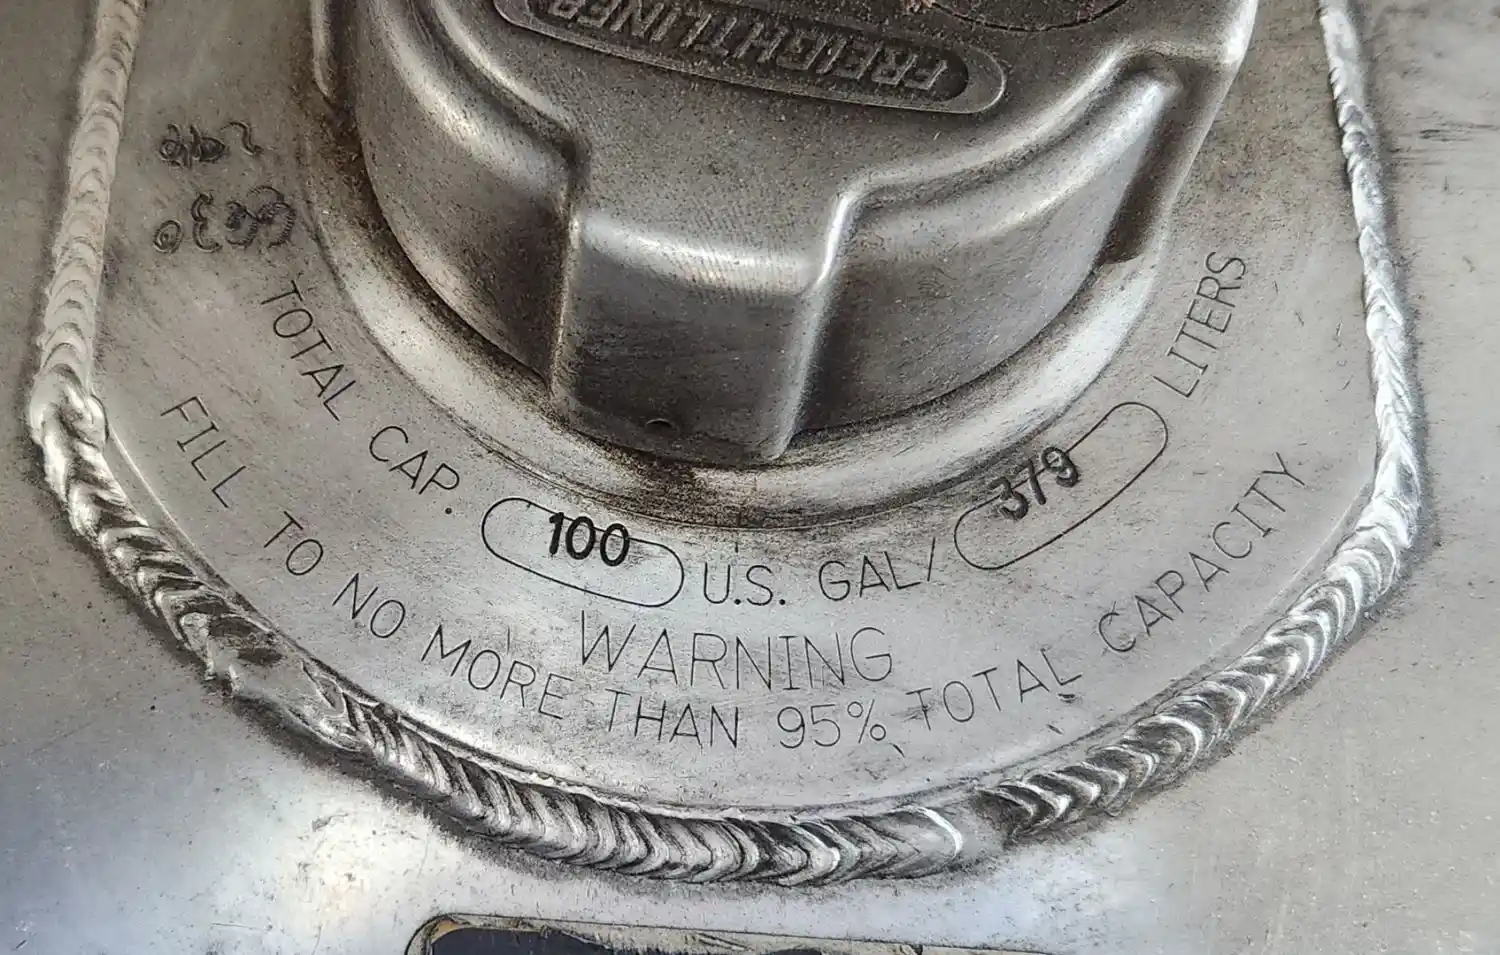 FREIGHTLINER
TOTAL CAP. 100 U.S. GAL/ 379 LITERS
WARNING
FILL TO NO MORE THAN 95% TOTAL CAPACITY